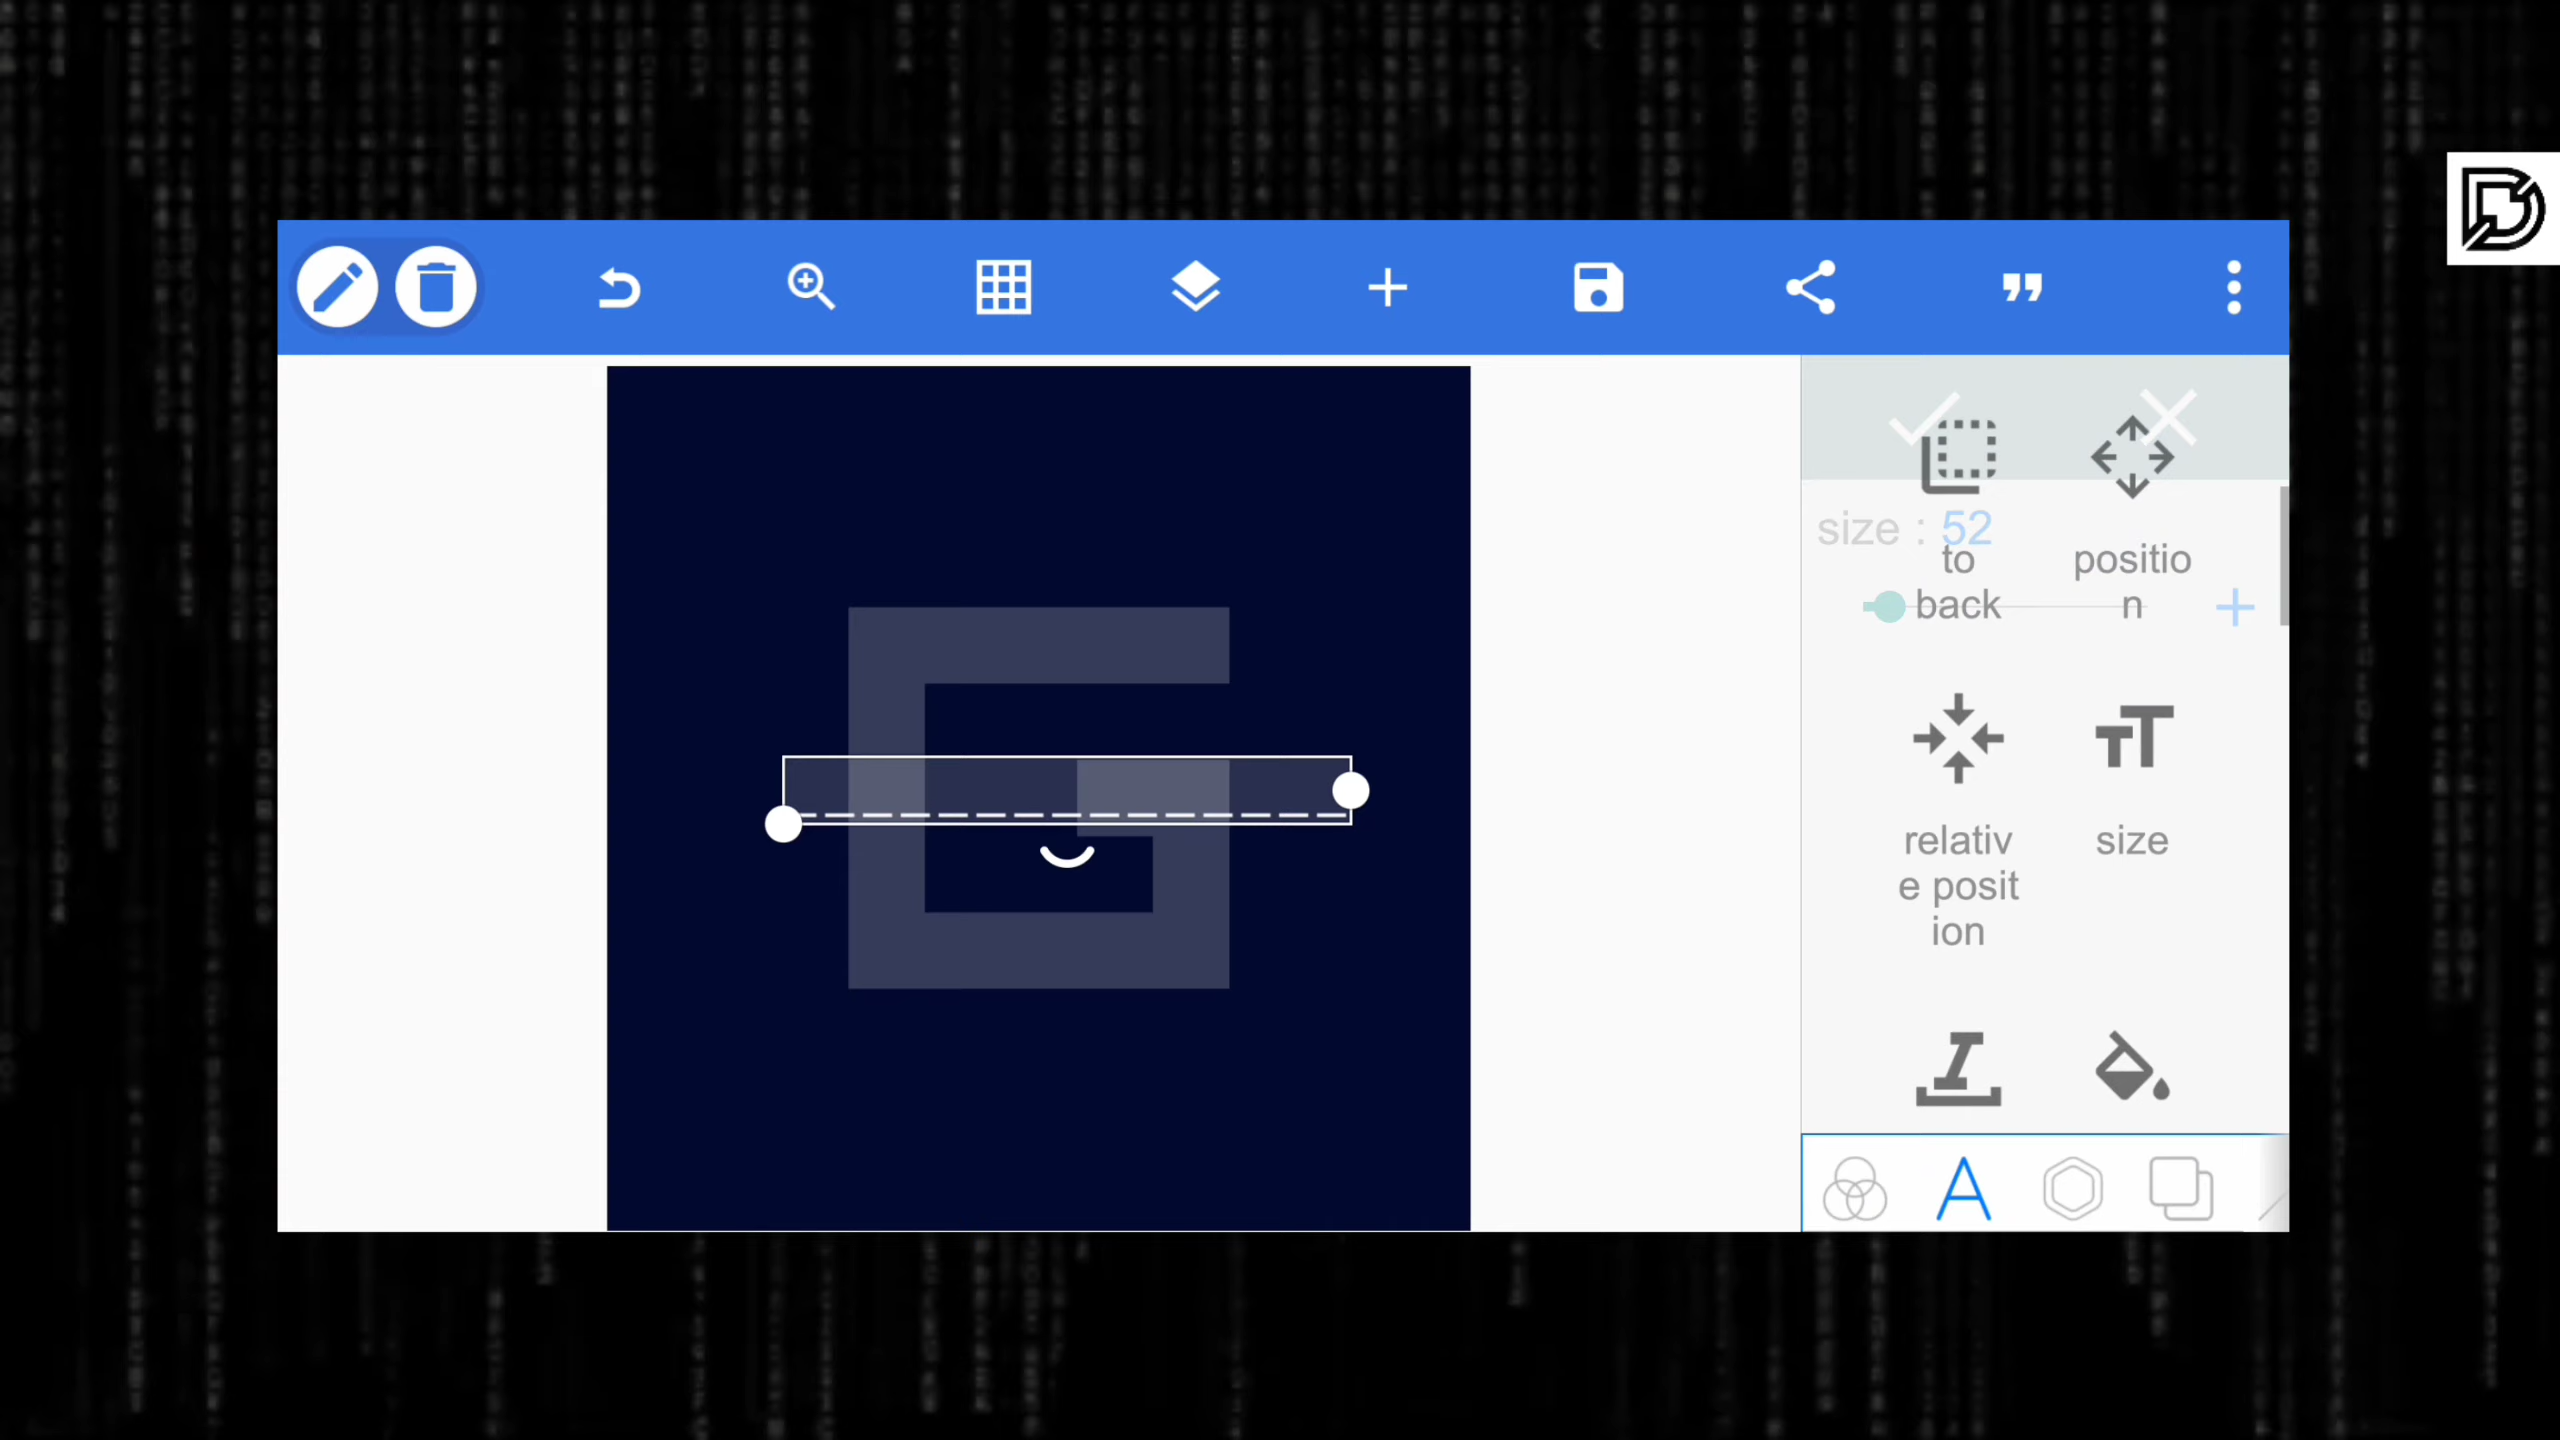 size : 52
to
back
positio
n
relativ
e posit
ion
size